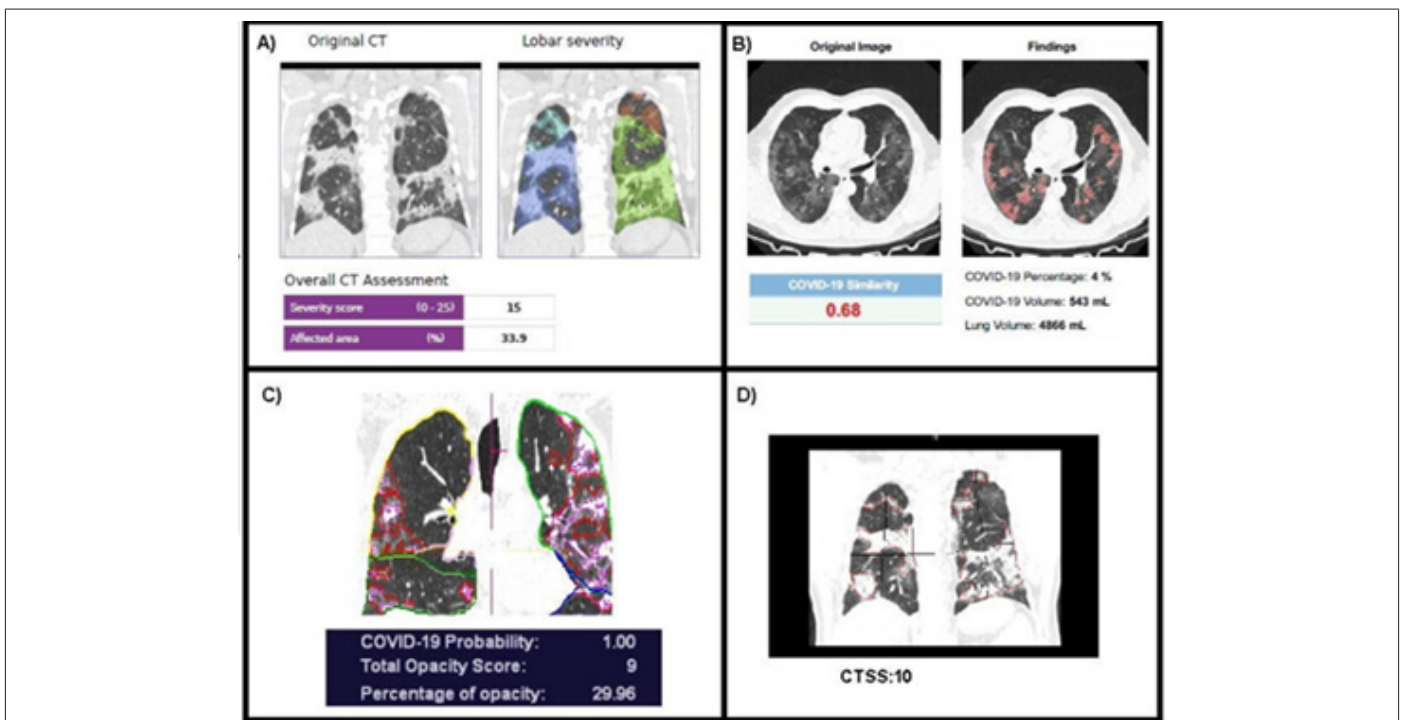 A)
Original CT
Lobar severity
Overall CT Assessment
Severity score (0 - 25) 15
Affected area (%) 33.9
B)
Original Image
Findings
COVID-19 Similarity
0.68
COVID-19 Percentage: 4 %
COVID-19 Volume: 543 mL
Lung Volume: 4866 mL
C)
COVID-19 Probability: 1.00
Total Opacity Score: 9
Percentage of opacity: 29.96
D)
CTSS:10